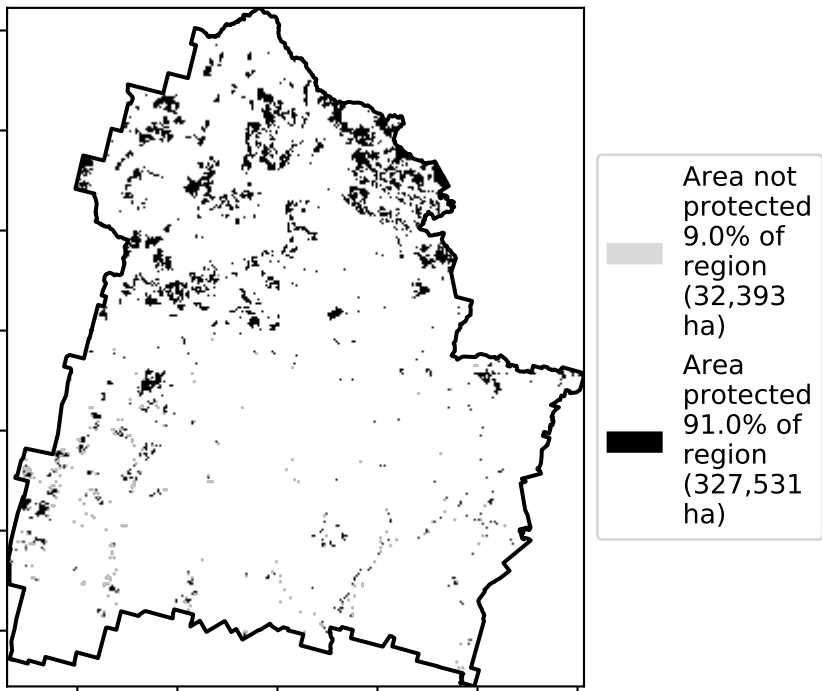 Area not
protected
9.0% of
region
(32,393
ha)
Area
protected
91.0% of
region
(327,531
ha)